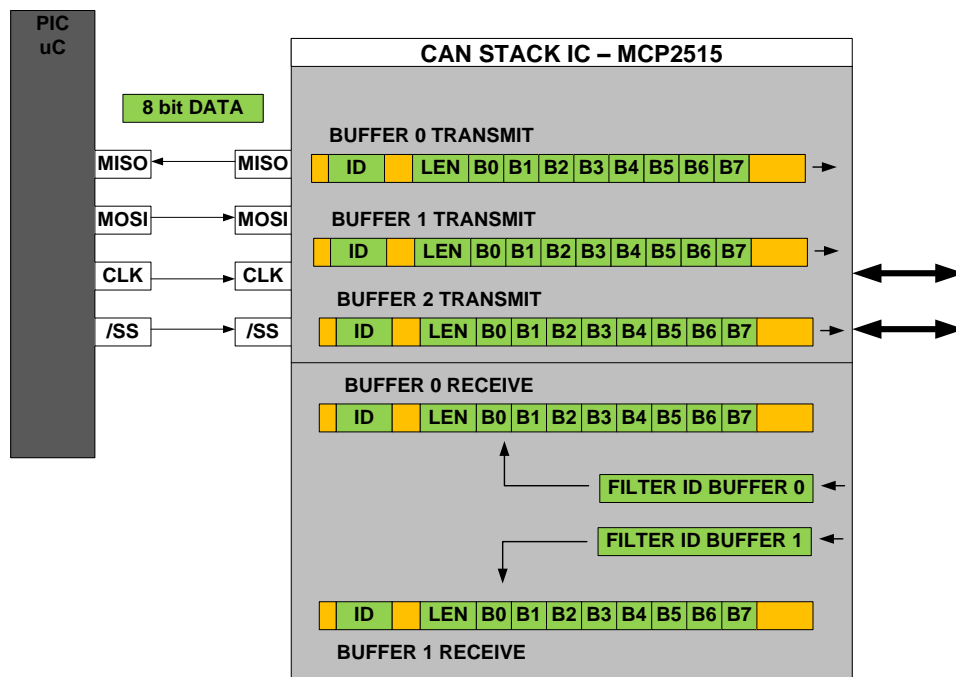 PIC
uC
CAN STACK IC – MCP2515
8 bit DATA
BUFFER 0 TRANSMIT
MISO MISO ID LEN B0 B1 B2 B3 B4 B5 B6 B7
MOSI MOSI BUFFER 1 TRANSMIT
ID LEN B0 B1 B2 B3 B4 B5 B6 B7
CLK CLK
BUFFER 2 TRANSMIT
/SS /SS ID LEN B0 B1 B2 B3 B4 B5 B6 B7
BUFFER 0 RECEIVE
ID LEN B0 B1 B2 B3 B4 B5 B6 B7
FILTER ID BUFFER 0
FILTER ID BUFFER 1
ID LEN B0 B1 B2 B3 B4 B5 B6 B7
BUFFER 1 RECEIVE